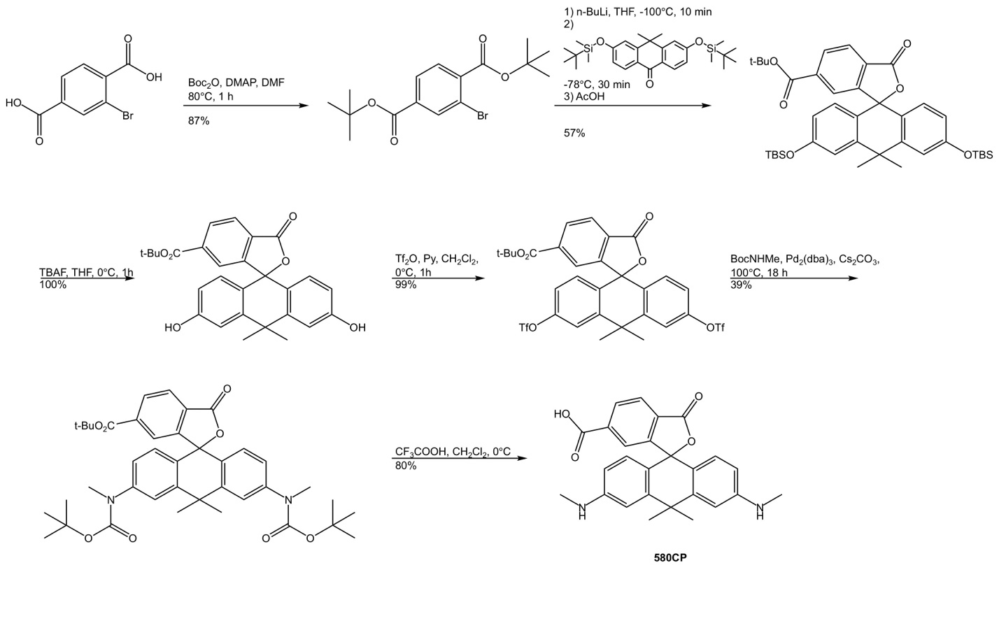 1) n-BuLi, THF, -100°C, 10 min
2)
O
OH
HO
O
Br
Boc₂O, DMAP, DMF
80°C, 1 h
87%
O
O
O
O
Br
O
Si
O
Si
O
-78°C, 30 min
3) AcOH
57%
t-BuO
O
O
O
TBSO
OTBS
TBAF, THF, 0°C, 1h
100%
t-BuO₂C
O
O
HO
OH
Tf₂O, Py, CH₂Cl₂,
0°C, 1h
99%
t-BuO₂C
O
O
TfO
OTf
BocNHMe, Pd₂(dba)₃, Cs₂CO₃,
100°C, 18 h
39%
t-BuO₂C
O
O
N
N
O
O
O
O
CF₃COOH, CH₂Cl₂, 0°C
80%
HO
O
O
O
N
H
N
H
580CP